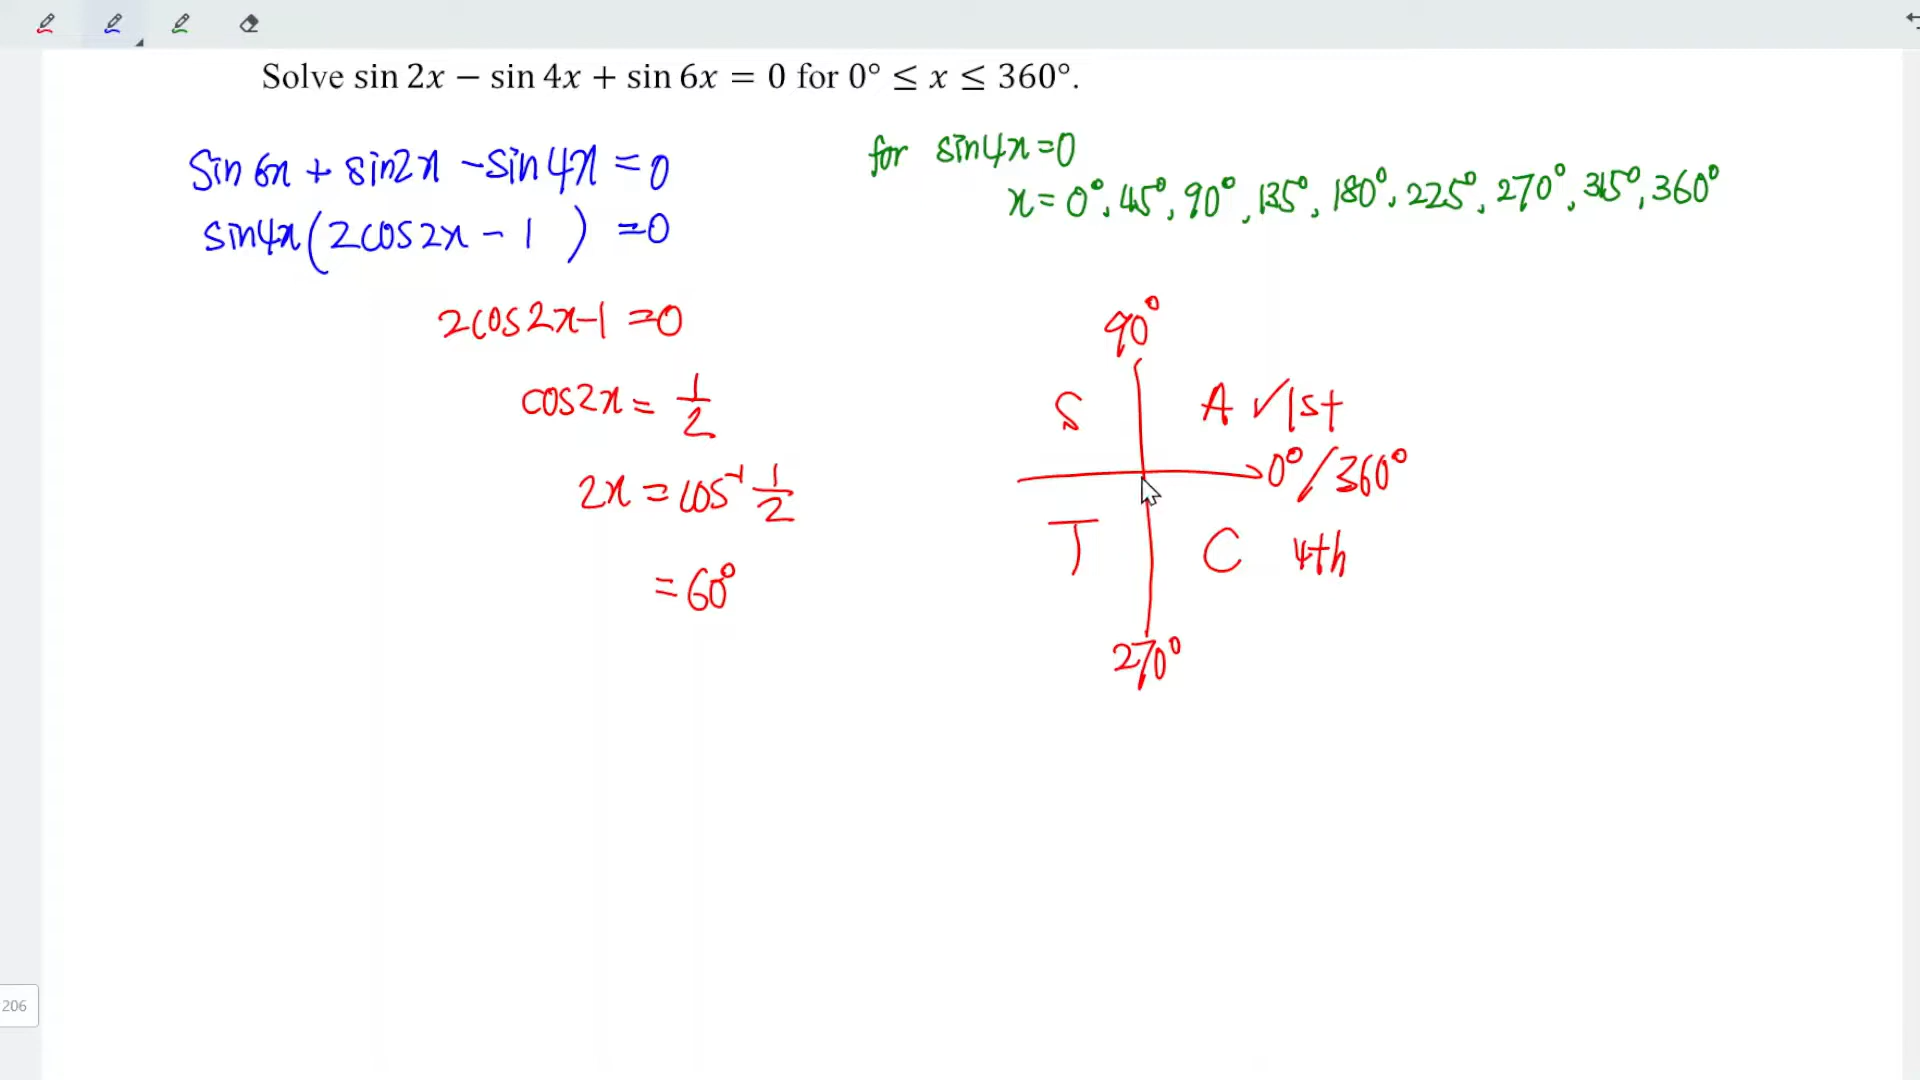 Solve sin 2x − sin 4x + sin 6x = 0 for 0° ≤ x ≤ 360°.
sin 6x + sin2x − sin 4x = 0
sin4x(2cos2x − 1 ) = 0
for sin4x=0
x = 0°, 45°, 90°, 135°, 180°, 225°, 270°, 315°, 360°
2cos2x−1 = 0
cos2x = 1/2
2x = cos⁻¹ 1/2
= 60°
90°
S
A ✓ 1st
0°/360°
T
C 4th
270°
206